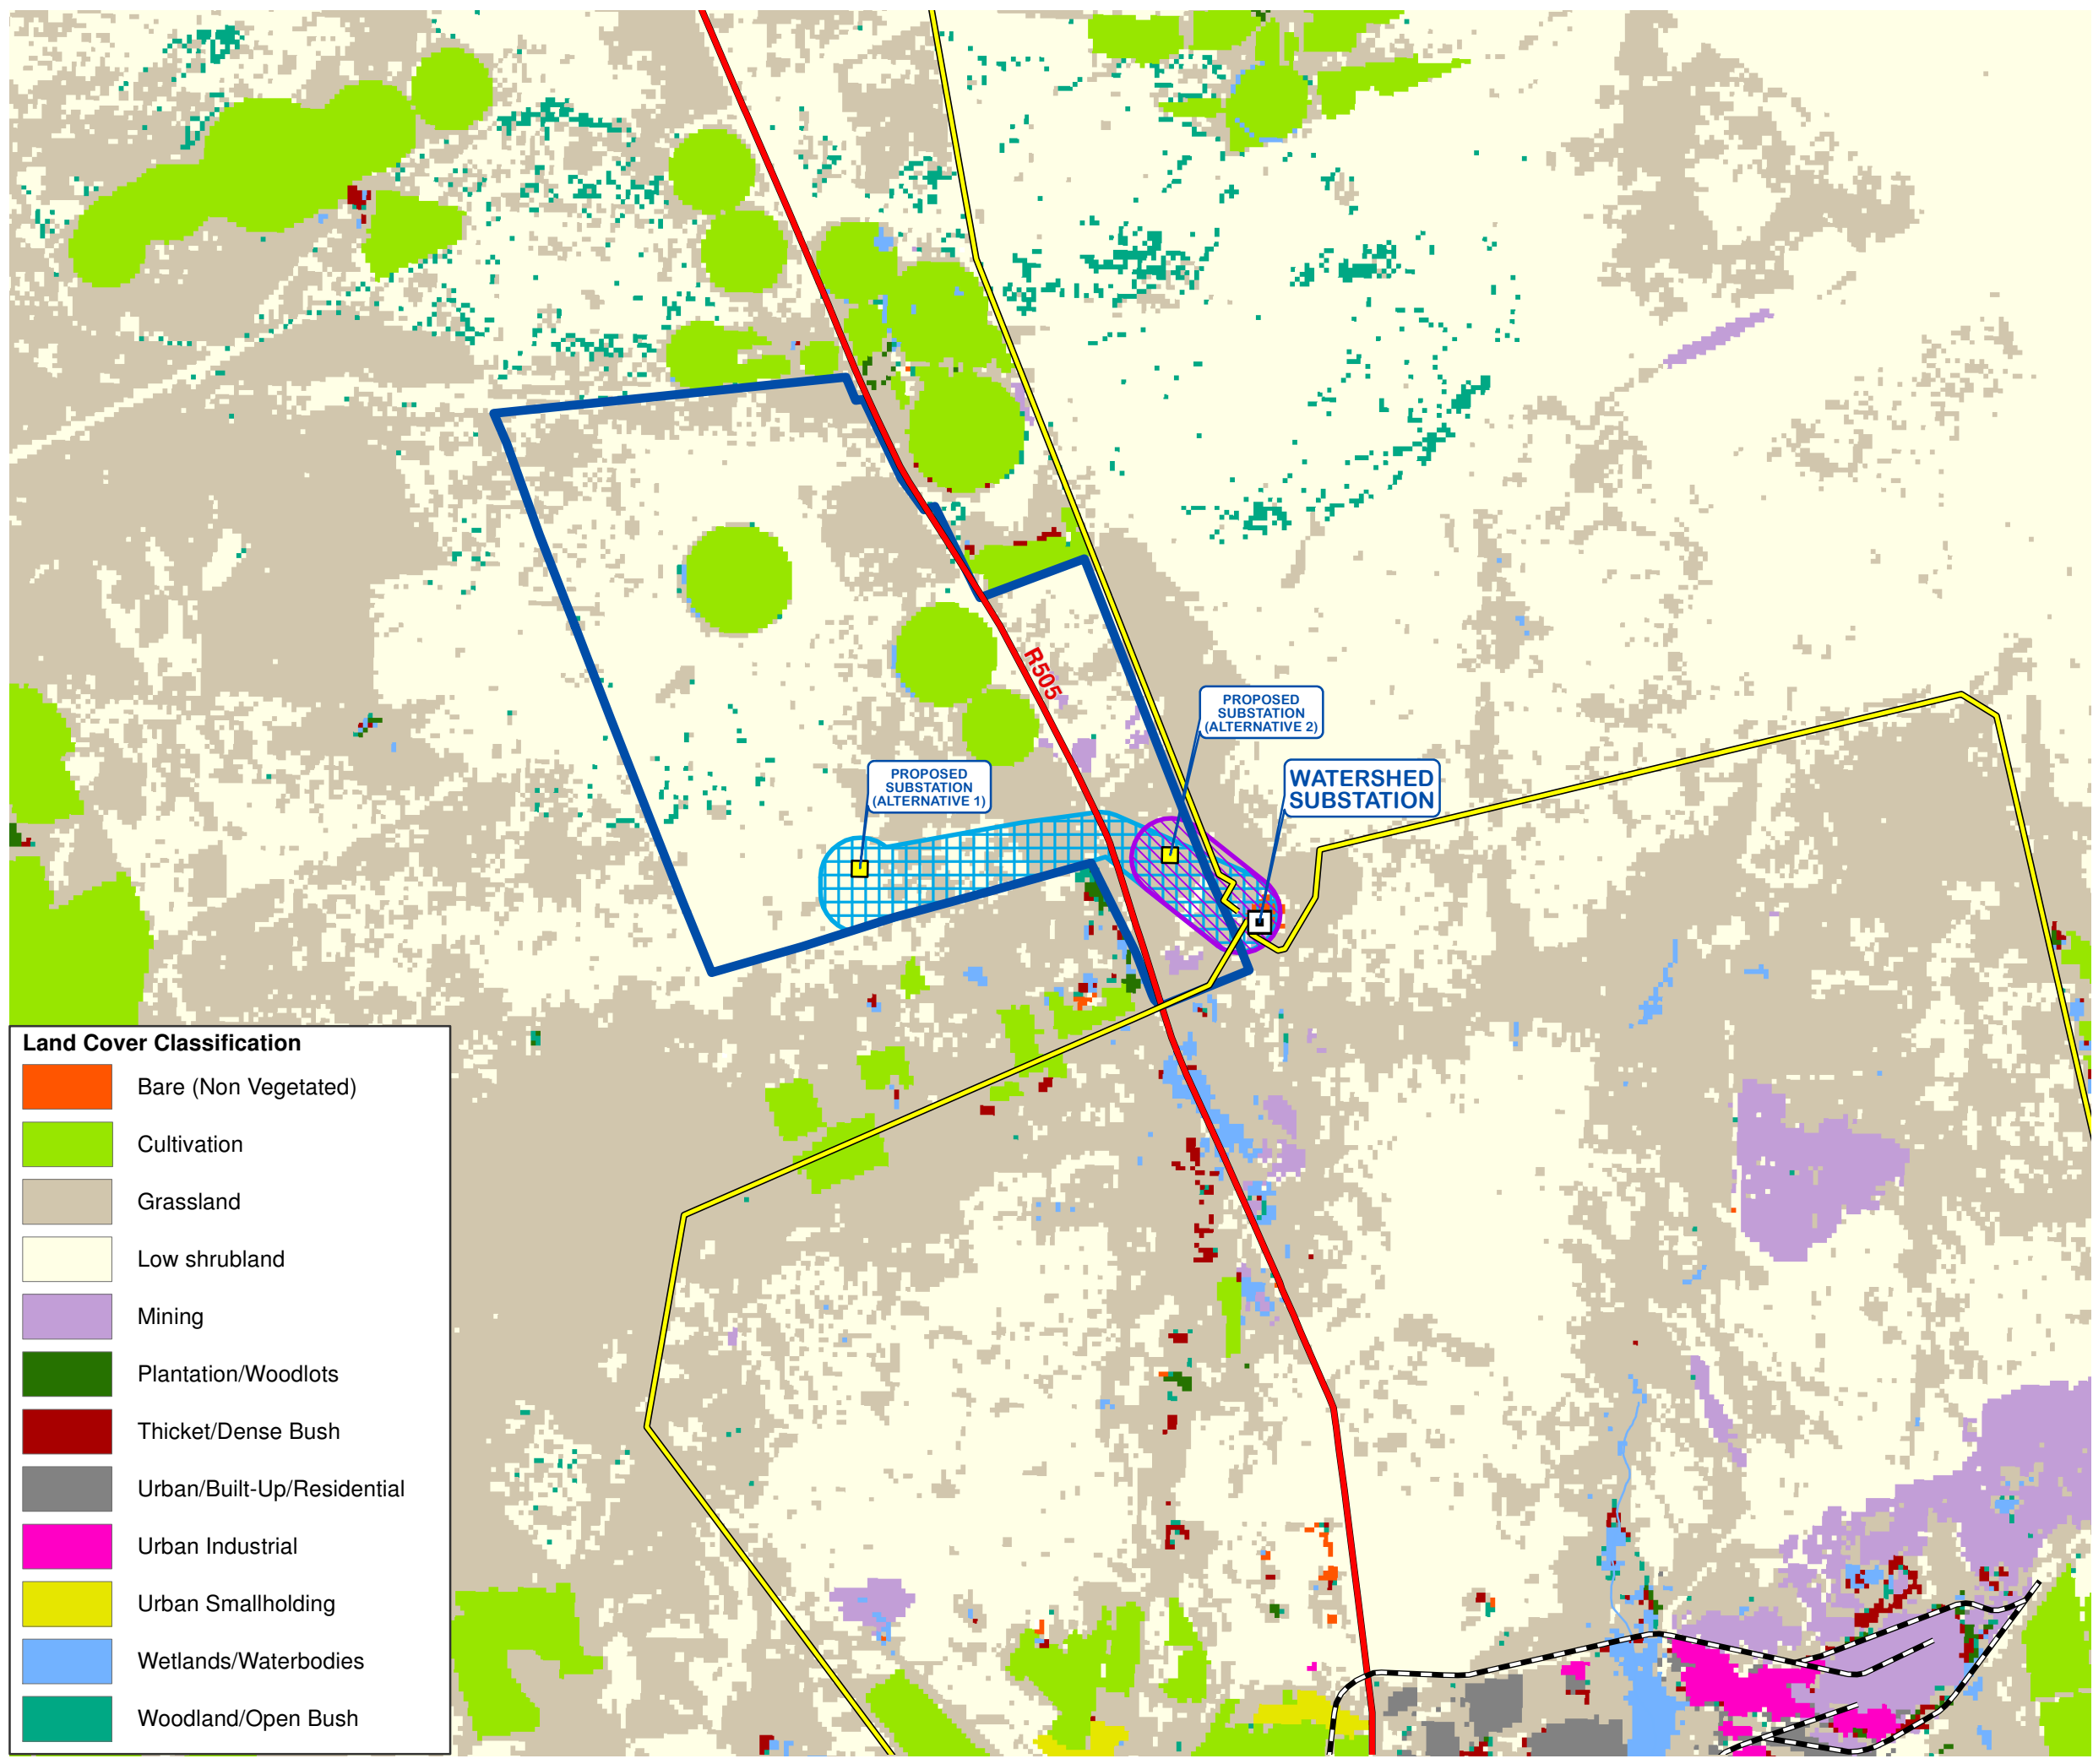 R505
PROPOSED
SUBSTATION
(ALTERNATIVE 2)
PROPOSED
SUBSTATION
(ALTERNATIVE 1)
WATERSHED
SUBSTATION
Land Cover Classification
Bare (Non Vegetated)
Cultivation
Grassland
Low shrubland
Mining
Plantation/Woodlots
Thicket/Dense Bush
Urban/Built-Up/Residential
Urban Industrial
Urban Smallholding
Wetlands/Waterbodies
Woodland/Open Bush